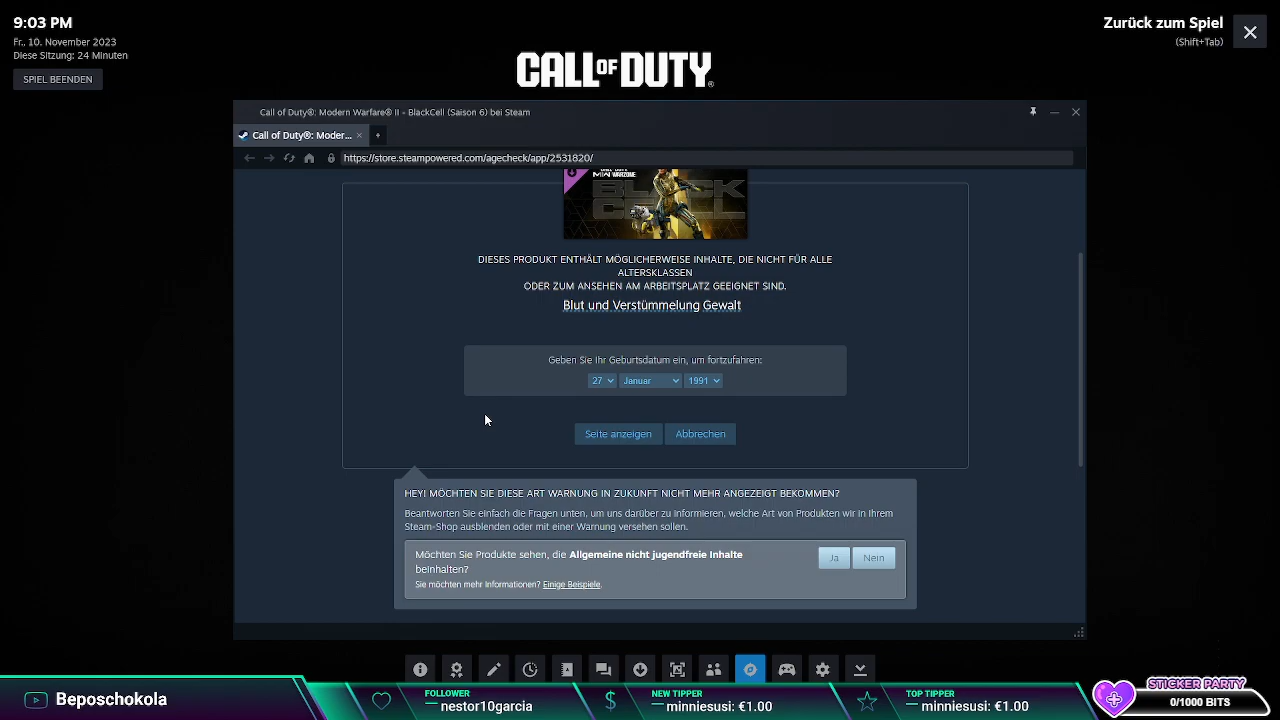 9:03 PM
Fr., 10. November 2023
Diese Sitzung: 24 Minuten
SPIEL BEENDEN
Zurück zum Spiel
(Shift+Tab)
CALL OF DUTY®
Call of Duty®: Modern Warfare® II - BlackCell (Saison 6) bei Steam
Call of Duty®: Moder...
https://store.steampowered.com/agecheck/app/2531820/
BLACK
CELL
DIESES PRODUKT ENTHÄLT MÖGLICHERWEISE INHALTE, DIE NICHT FÜR ALLE
ALTERSKLASSEN
ODER ZUM ANSEHEN AM ARBEITSPLATZ GEEIGNET SIND.
Blut und Verstümmelung Gewalt
Geben Sie Ihr Geburtsdatum ein, um fortzufahren:
27 Januar 1991
Seite anzeigen Abbrechen
HEY! MÖCHTEN SIE DIESE ART WARNUNG IN ZUKUNFT NICHT MEHR ANGEZEIGT BEKOMMEN?
Beantworten Sie einfach die Fragen unten, um uns darüber zu Informieren, welche Art von Produkten wir in Ihrem
Steam-Shop ausblenden oder mit einer Warnung versehen sollen.
Möchten Sie Produkte sehen, die Allgemeine nicht jugendfreie Inhalte
beinhalten?
Ja Nein
Sie möchten mehr Informationen? Einige Beispiele.
Beposchokola
FOLLOWER
nestor10garcia
NEW TIPPER
minniesusi: €1.00
TOP TIPPER
minniesusi: €1.00
STICKER PARTY
0/1000 BITS